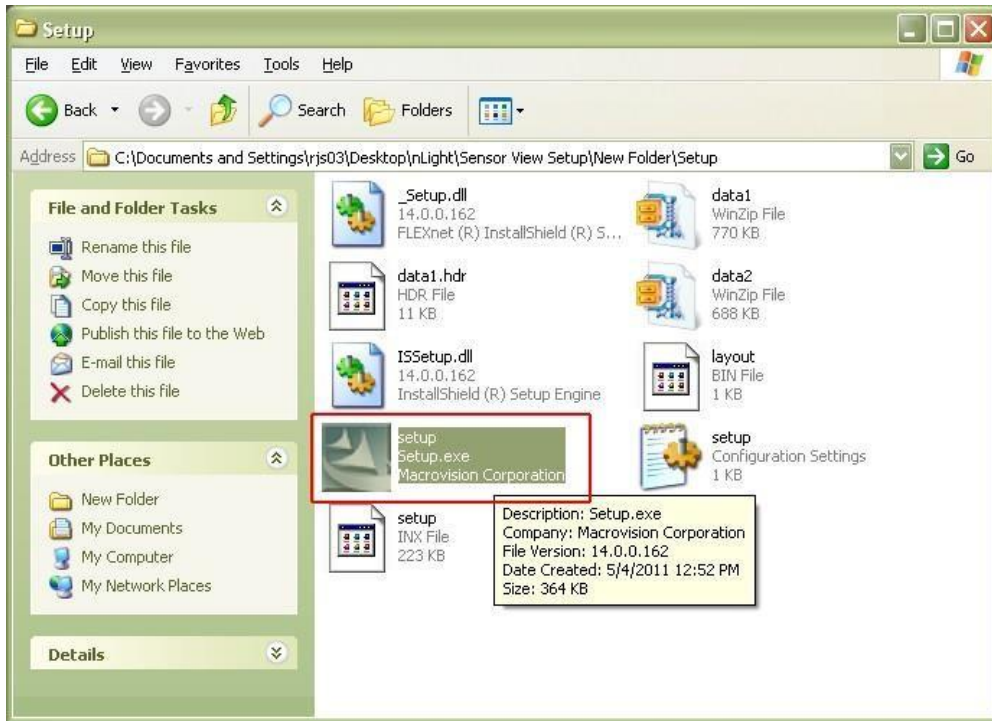 Setup
File Edit View Favorites Tools Help
Back Search Folders
Address C:\Documents and Settings\rjs03\Desktop\nLight\Sensor View Setup\New Folder\Setup Go
File and Folder Tasks
Rename this file
Move this file
Copy this file
Publish this file to the Web
E-mail this file
Delete this file
Other Places
New Folder
My Documents
My Computer
My Network Places
Details
_Setup.dll
14.0.0.162
FLEXnet (R) InstallShield (R) S...
data1
WinZip File
770 KB
data1.hdr
HDR File
11 KB
data2
WinZip File
688 KB
ISSetup.dll
14.0.0.162
InstallShield (R) Setup Engine
layout
BIN File
1 KB
setup
Setup.exe
Macrovision Corporation
setup
Configuration Settings
1 KB
setup
INX File
223 KB
Description: Setup.exe
Company: Macrovision Corporation
File Version: 14.0.0.162
Date Created: 5/4/2011 12:52 PM
Size: 364 KB